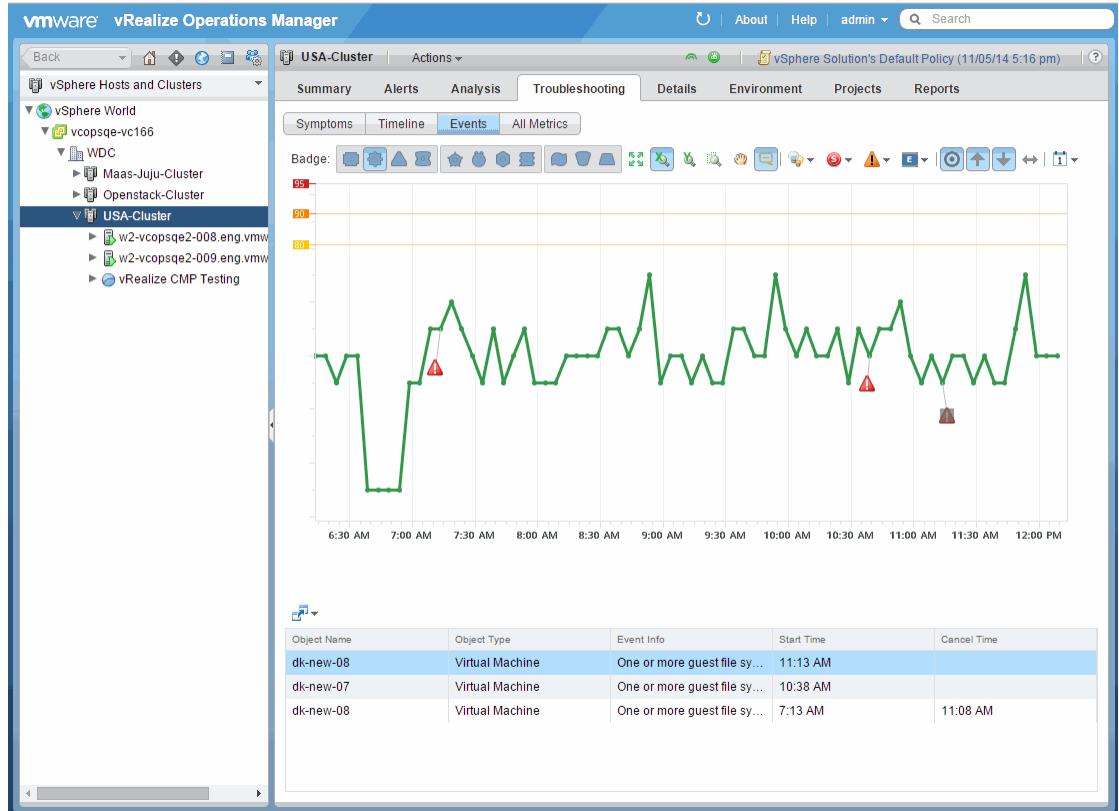 vmware vRealize Operations Manager About Help admin Search
Back
vSphere Hosts and Clusters
vSphere World
vcopsqe-vc166
WDC
Maas-Juju-Cluster
Openstack-Cluster
USA-Cluster
w2-vcopsqe2-008.eng.vmw
w2-vcopsqe2-009.eng.vmw
vRealize CMP Testing
USA-Cluster Actions vSphere Solution's Default Policy (11/05/14 5:16 pm) ?
Summary Alerts Analysis Troubleshooting Details Environment Projects Reports
Symptoms Timeline Events All Metrics
Badge: S E 1
95
90
80
6:30 AM 7:00 AM 7:30 AM 8:00 AM 8:30 AM 9:00 AM 9:30 AM 10:00 AM 10:30 AM 11:00 AM 11:30 AM 12:00 PM
Object Name Object Type Event Info Start Time Cancel Time
dk-new-08 Virtual Machine One or more guest file sy... 11:13 AM
dk-new-07 Virtual Machine One or more guest file sy... 10:38 AM
dk-new-08 Virtual Machine One or more guest file sy... 7:13 AM 11:08 AM